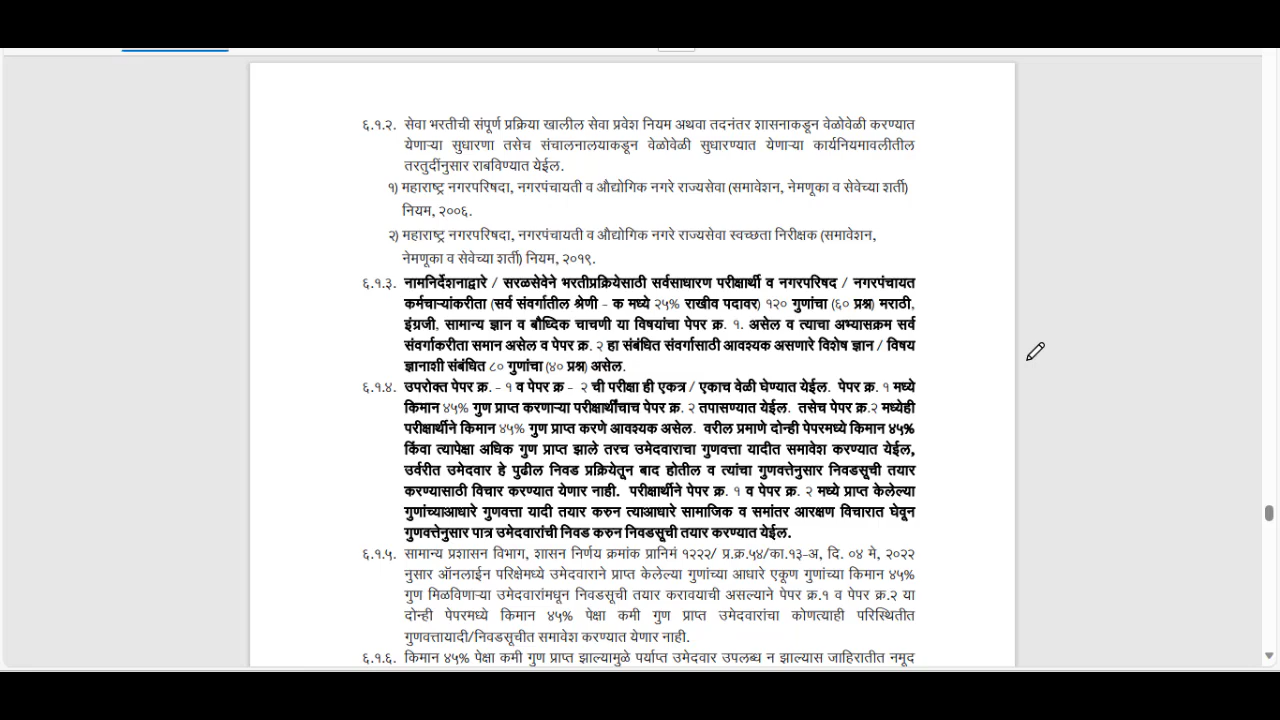 ६.१.२. सेवा भरतीची संपूर्ण प्रक्रिया खालील सेवा प्रवेश नियम अथवा तदनंतर शासनाकडून वेळोवेळी करण्यात
येणाऱ्या सुधारणा तसेच संचालनालयाकडून वेळोवेळी सुधारण्यात येणाऱ्या कार्यनियमावलीतील
तरतुदींनुसार राबविण्यात येईल.
१) महाराष्ट्र नगरपरिषदा, नगरपंचायती व औद्योगिक नगरे राज्यसेवा (समावेशन, नेमणूका व सेवेच्या शर्ती)
नियम, २००६.
२) महाराष्ट्र नगरपरिषदा, नगरपंचायती व औद्योगिक नगरे राज्यसेवा स्वच्छता निरीक्षक (समावेशन,
नेमणूका व सेवेच्या शर्ती) नियम, २०१९.
६.१.३. नामनिर्देशनाद्वारे / सरळसेवेने भरतीप्रक्रियेसाठी सर्वसाधारण परीक्षार्थी व नगरपरिषद / नगरपंचायत
कर्मचाऱ्यांकरीता (सर्व संवर्गातील श्रेणी - क मध्ये २५% राखीव पदावर) १२० गुणांचा (६० प्रश्न) मराठी,
इंग्रजी, सामान्य ज्ञान व बौध्दिक चाचणी या विषयांचा पेपर क्र. १. असेल व त्याचा अभ्यासक्रम सर्व
संवर्गाकरीता समान असेल व पेपर क्र. २ हा संबंधित संवर्गासाठी आवश्यक असणारे विशेष ज्ञान / विषय
ज्ञानाशी संबंधित ८० गुणांचा (४० प्रश्न) असेल.
६.१.४. उपरोक्त पेपर क्र. - १ व पेपर क्र - २ ची परीक्षा ही एकत्र / एकाच वेळी घेण्यात येईल. पेपर क्र. १ मध्ये
किमान ४५% गुण प्राप्त करणाऱ्या परीक्षार्थींचाच पेपर क्र. २ तपासण्यात येईल. तसेच पेपर क्र.२ मध्येही
परीक्षार्थीने किमान ४५% गुण प्राप्त करणे आवश्यक असेल. वरील प्रमाणे दोन्ही पेपरमध्ये किमान ४५%
किंवा त्यापेक्षा अधिक गुण प्राप्त झाले तरच उमेदवाराचा गुणवत्ता यादीत समावेश करण्यात येईल,
उर्वरीत उमेदवार हे पुढील निवड प्रक्रियेतून बाद होतील व त्यांचा गुणवत्तेनुसार निवडसूची तयार
करण्यासाठी विचार करण्यात येणार नाही. परीक्षार्थीने पेपर क्र. १ व पेपर क्र. २ मध्ये प्राप्त केलेल्या
गुणांच्याआधारे गुणवत्ता यादी तयार करुन त्याआधारे सामाजिक व समांतर आरक्षण विचारात घेवून
गुणवत्तेनुसार पात्र उमेदवारांची निवड करुन निवडसूची तयार करण्यात येईल.
६.१.५. सामान्य प्रशासन विभाग, शासन निर्णय क्रमांक प्रानिमं १२२२/ प्र.क्र.५४/का.१३-अ, दि. ०४ मे, २०२२
नुसार ऑनलाईन परिक्षेमध्ये उमेदवाराने प्राप्त केलेल्या गुणांच्या आधारे एकूण गुणांच्या किमान ४५%
गुण मिळविणाऱ्या उमेदवारांमधून निवडसूची तयार करावयाची असल्याने पेपर क्र.१ व पेपर क्र.२ या
दोन्ही पेपरमध्ये किमान ४५% पेक्षा कमी गुण प्राप्त उमेदवारांचा कोणत्याही परिस्थितीत
गुणवत्तायादी/निवडसूचीत समावेश करण्यात येणार नाही.
६.१.६. किमान ४५% पेक्षा कमी गुण प्राप्त झाल्यामुळे पर्याप्त उमेदवार उपलब्ध न झाल्यास जाहिरातीत नमूद